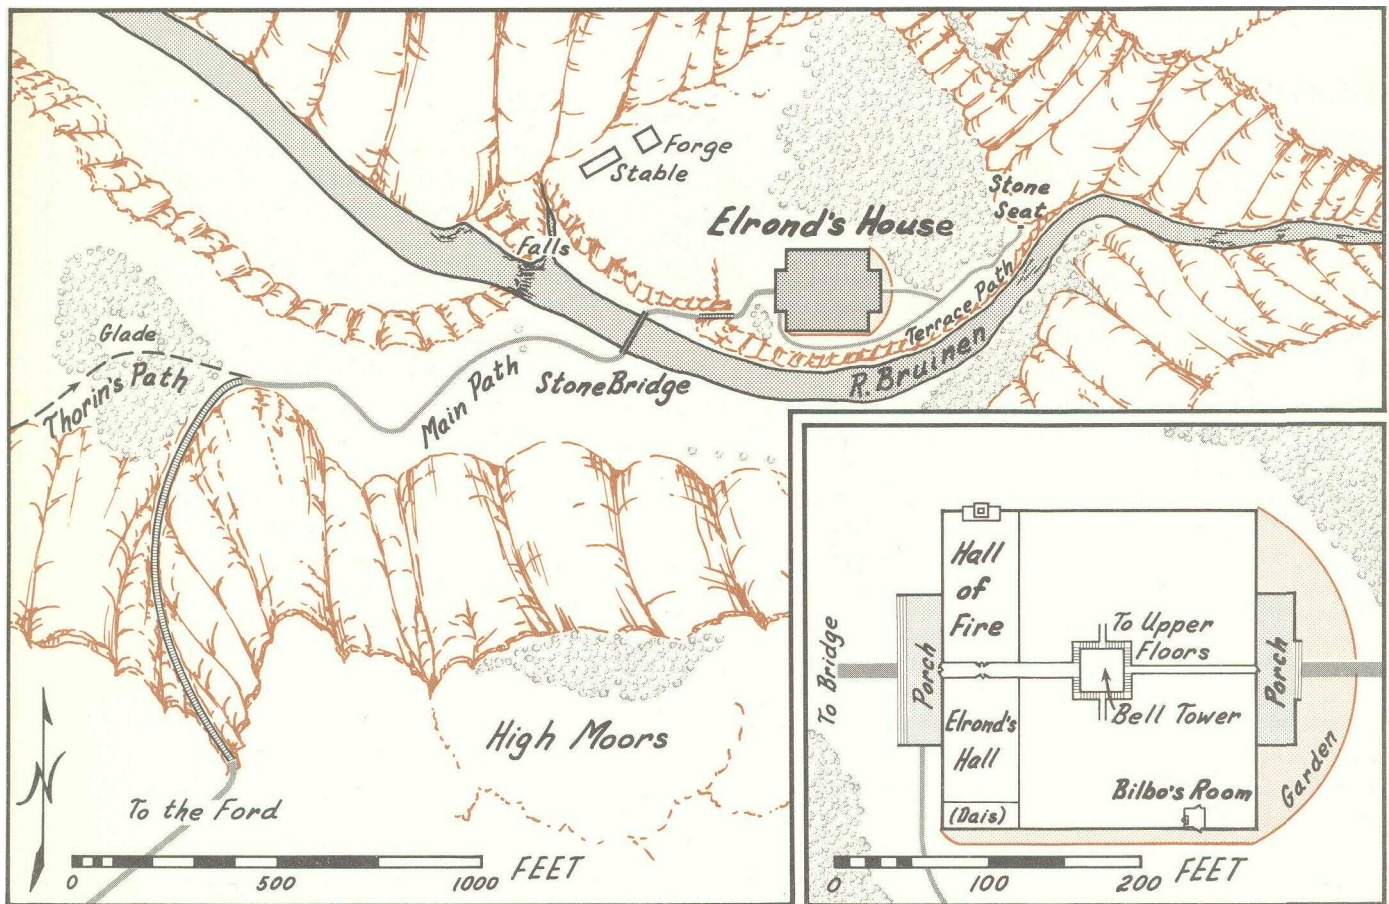 Forge
Stable
Stone
Seat
Elrond's House
Falls
Terrace Path
Glade
Thorin's Path
Main Path
Stone Bridge
R. Bruinen
High Moors
N
To the Ford
0 500 1000 FEET
Hall
of
Fire
To Bridge
Porch
To Upper
Floors
Porch
Bell Tower
Elrond's
Hall
(Dais)
Bilbo's Room
Garden
0 100 200 FEET